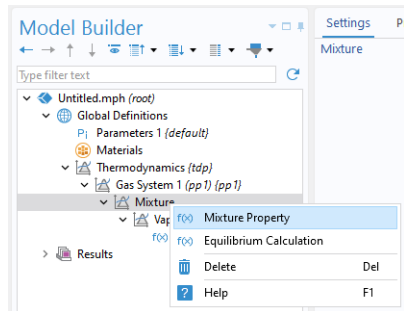 Model Builder
Settings P
Mixture
Type filter text
Untitled.mph (root)
Global Definitions
Pi Parameters 1 {default}
Materials
Thermodynamics {tdp}
Gas System 1 (pp1) {pp1}
Mixture
Vap
f(x) Mixture Property
f(x) f(x) Equilibrium Calculation
Delete Del
Results
? Help F1